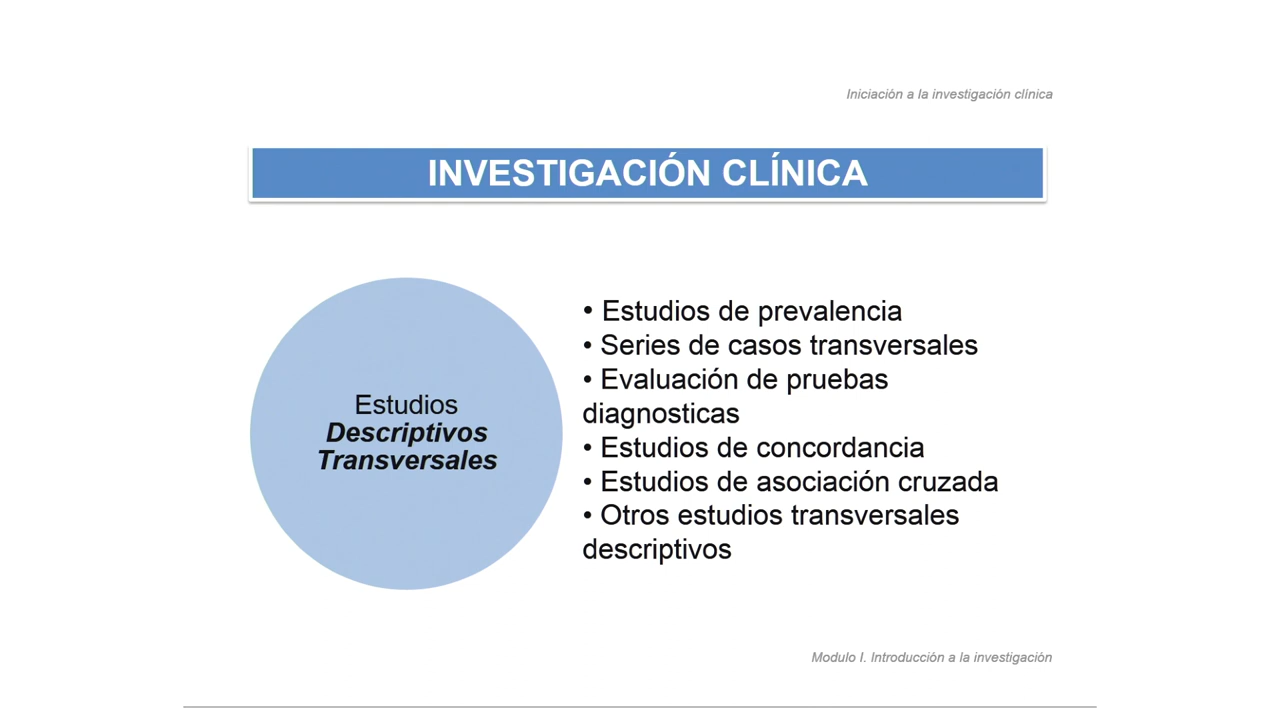 Iniciación a la investigación clínica
INVESTIGACIÓN CLÍNICA
Estudios
Descriptivos
Transversales
• Estudios de prevalencia
• Series de casos transversales
• Evaluación de pruebas
diagnosticas
• Estudios de concordancia
• Estudios de asociación cruzada
• Otros estudios transversales
descriptivos
Modulo I. Introducción a la investigación